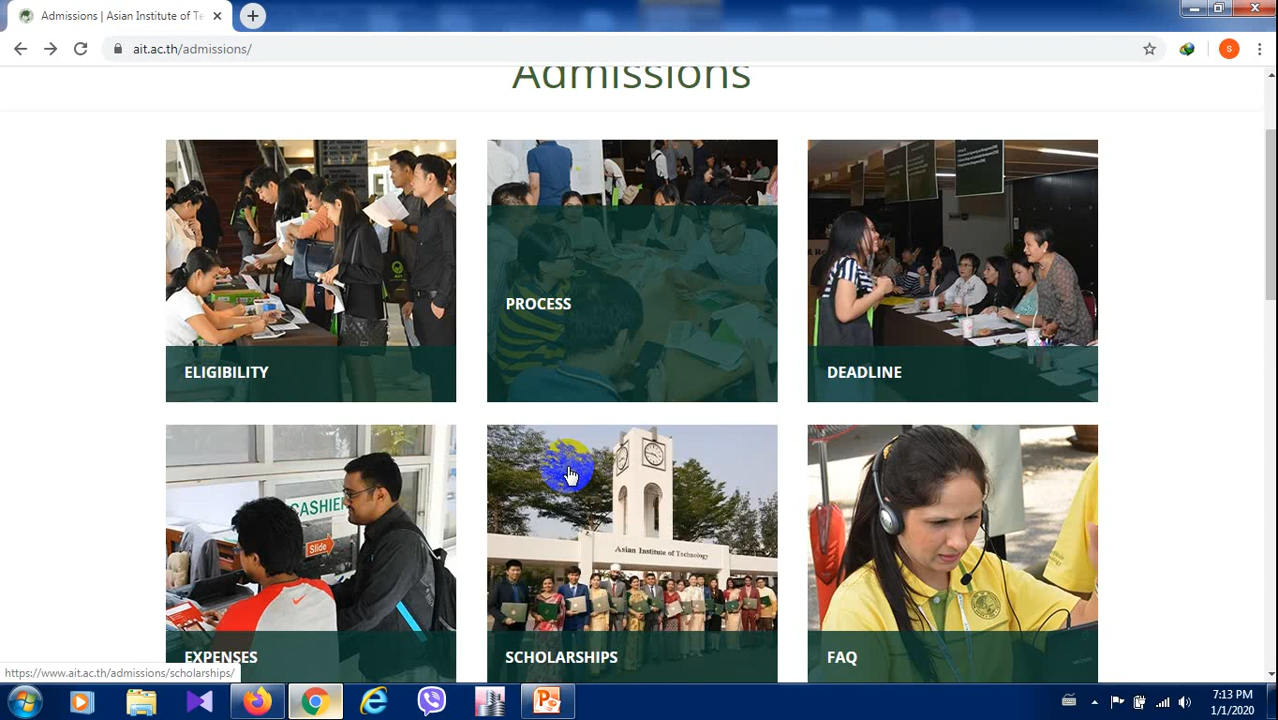 Admissions | Asian Institute of Te
ait.ac.th/admissions/
S
Admissions
ELIGIBILITY
PROCESS
DEADLINE
CASHIER
Slide
Asian Institute of Technology
EXPENSES
SCHOLARSHIPS
FAQ
https://www.ait.ac.th/admissions/scholarships/
7:13 PM
1/1/2020